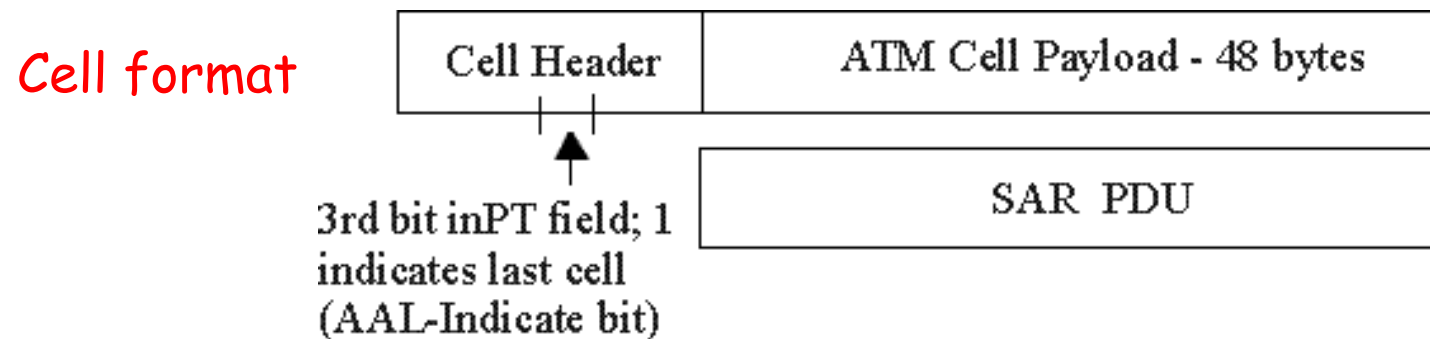 Cell format
Cell Header
ATM Cell Payload - 48 bytes
SAR PDU
3rd bit inPT field; 1
indicates last cell
(AAL-Indicate bit)